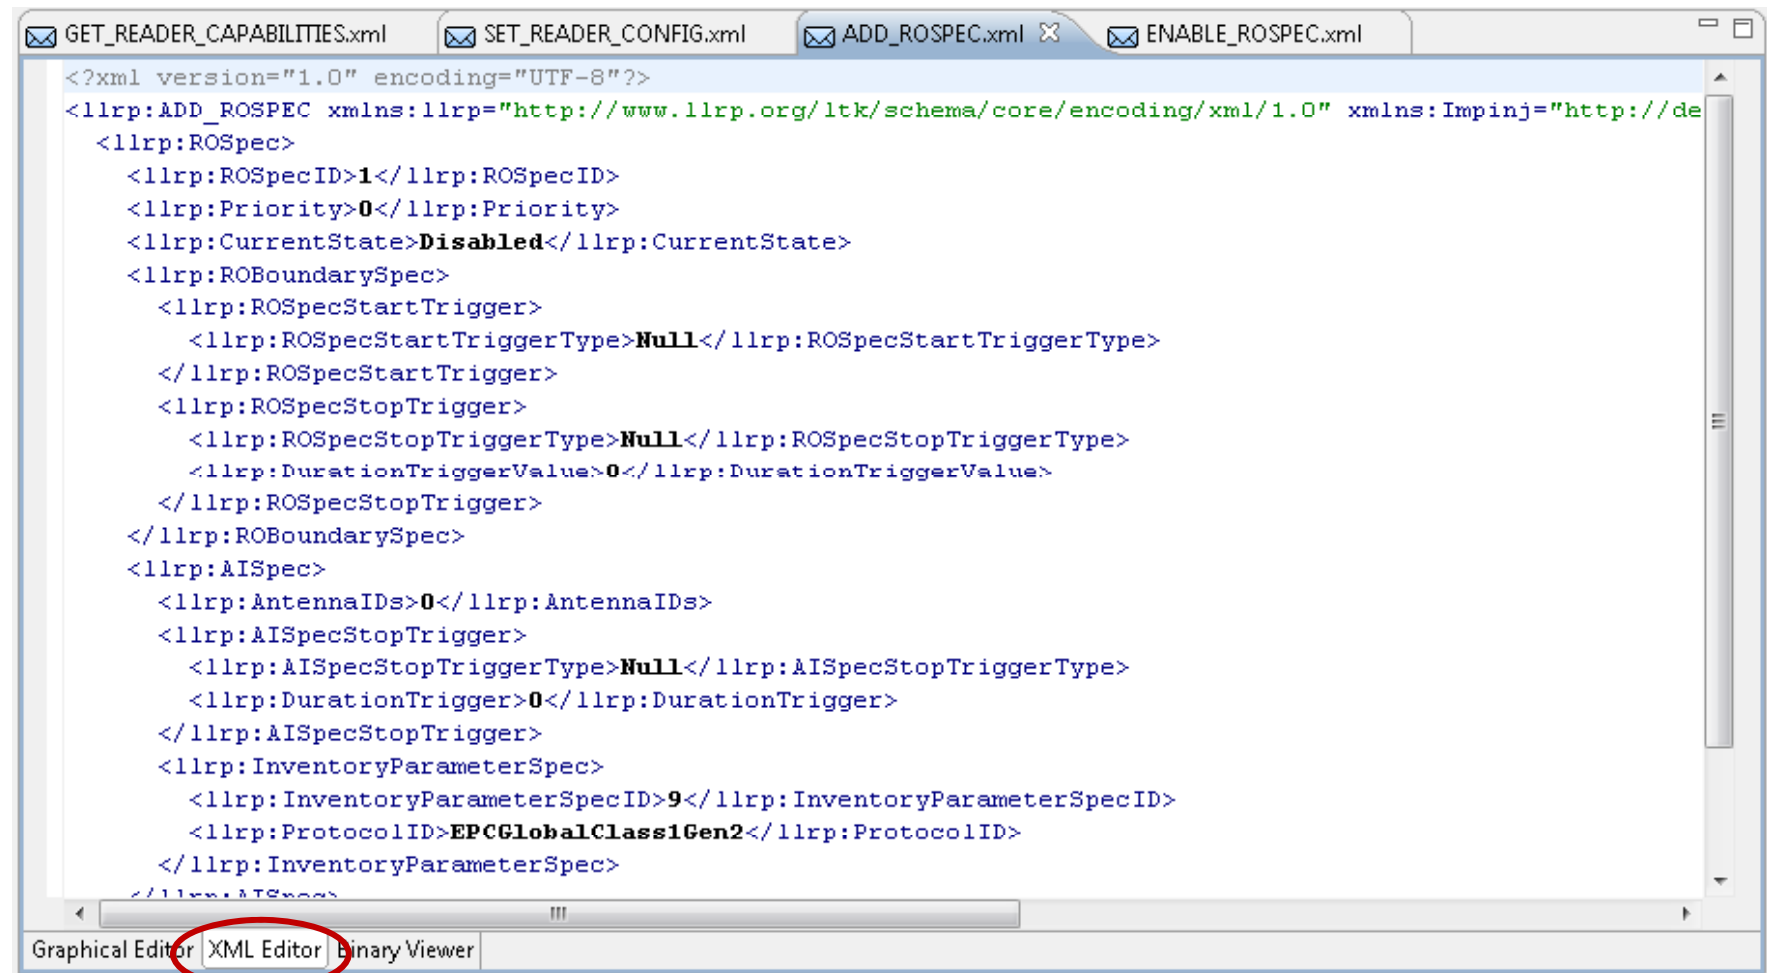 GET_READER_CAPABILITIES.xml SET_READER_CONFIG.xml ADD_ROSPEC.xml ENABLE_ROSPEC.xml
<?xml version="1.0" encoding="UTF-8"?>
<llrp:ADD_ROSPEC xmlns:llrp="http://www.llrp.org/ltk/schema/core/encoding/xml/1.0" xmlns:Impinj="http://de
<llrp:ROSpec>
<llrp:ROSpecID>1</llrp:ROSpecID>
<llrp:Priority>0</llrp:Priority>
<llrp:CurrentState>Disabled</llrp:CurrentState>
<llrp:ROBoundarySpec>
<llrp:ROSpecStartTrigger>
<llrp:ROSpecStartTriggerType>Null</llrp:ROSpecStartTriggerType>
</llrp:ROSpecStartTrigger>
<llrp:ROSpecStopTrigger>
<llrp:ROSpecStopTriggerType>Null</llrp:ROSpecStopTriggerType>
<llrp:DurationTriggerValue>0</llrp:DurationTriggerValue>
</llrp:ROSpecStopTrigger>
</llrp:ROBoundarySpec>
<llrp:AISpec>
<llrp:AntennaIDs>0</llrp:AntennaIDs>
<llrp:AISpecStopTrigger>
<llrp:AISpecStopTriggerType>Null</llrp:AISpecStopTriggerType>
<llrp:DurationTrigger>0</llrp:DurationTrigger>
</llrp:AISpecStopTrigger>
<llrp:InventoryParameterSpec>
<llrp:InventoryParameterSpecID>9</llrp:InventoryParameterSpecID>
<llrp:ProtocolID>EPCGlobalClass1Gen2</llrp:ProtocolID>
</llrp:InventoryParameterSpec>
</llrp:AISpec>
Graphical Editor XML Editor Binary Viewer